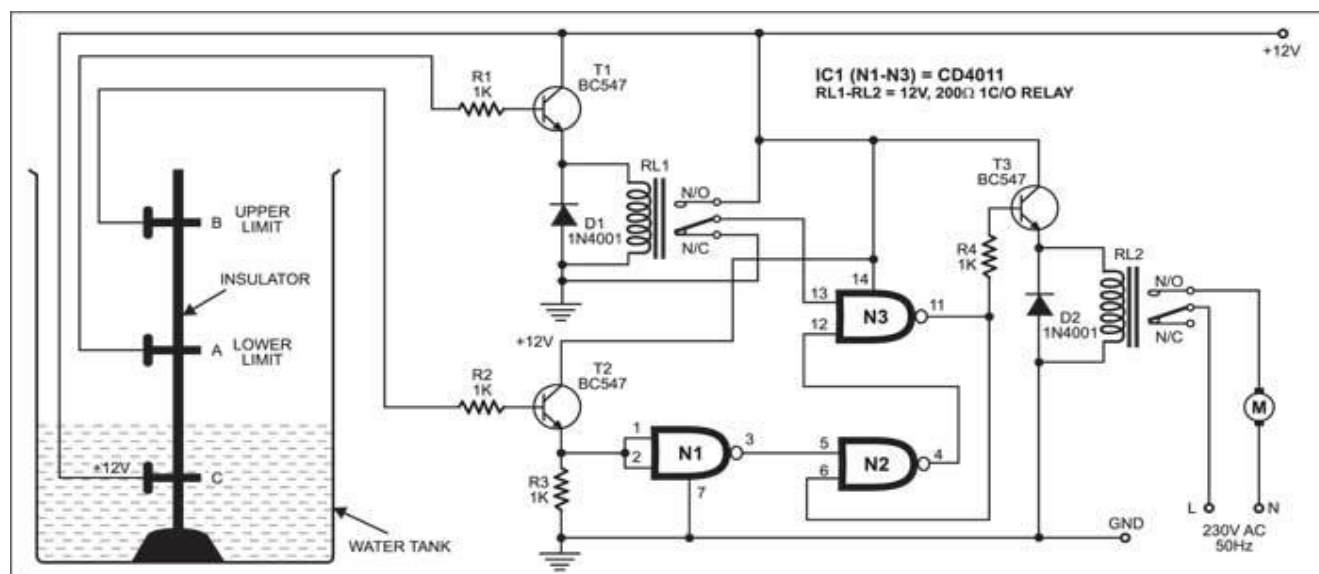 +12V
IC1 (N1-N3) = CD4011
RL1-RL2 = 12V, 200Ω 1C/O RELAY
T1
BC547
R1
1K
RL1
N/O
N/C
D1
1N4001
T3
BC547
R4
1K
RL2
N/O
N/C
D2
1N4001
B
UPPER
LIMIT
INSULATOR
A
LOWER
LIMIT
+12V
C
WATER TANK
+12V
T2
BC547
R2
1K
R3
1K
1
2
N1
3
7
5
6
N2
4
14
13
12
N3
11
M
GND
L
N
230V AC
50Hz